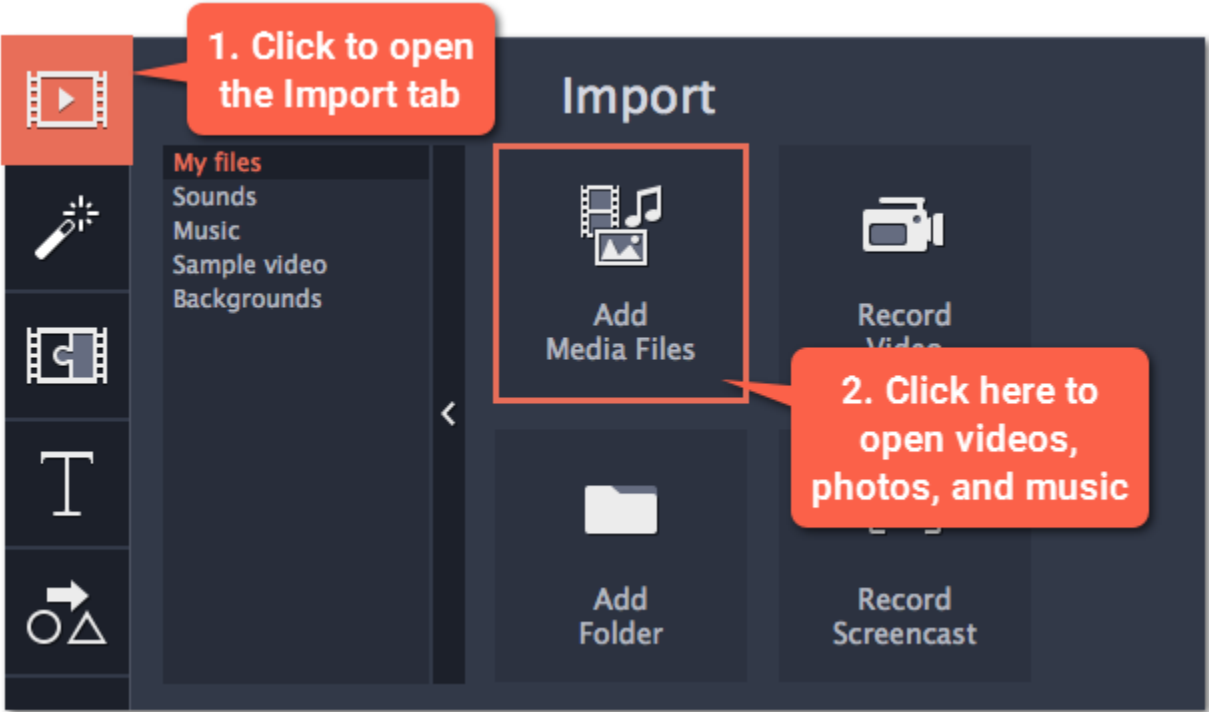 1. Click to open
the Import tab
Import
My files
Sounds
Music
Sample video
Backgrounds
Add
Media Files
Record
Video
2. Click here to
open videos,
photos, and music
Add
Folder
Record
Screencast